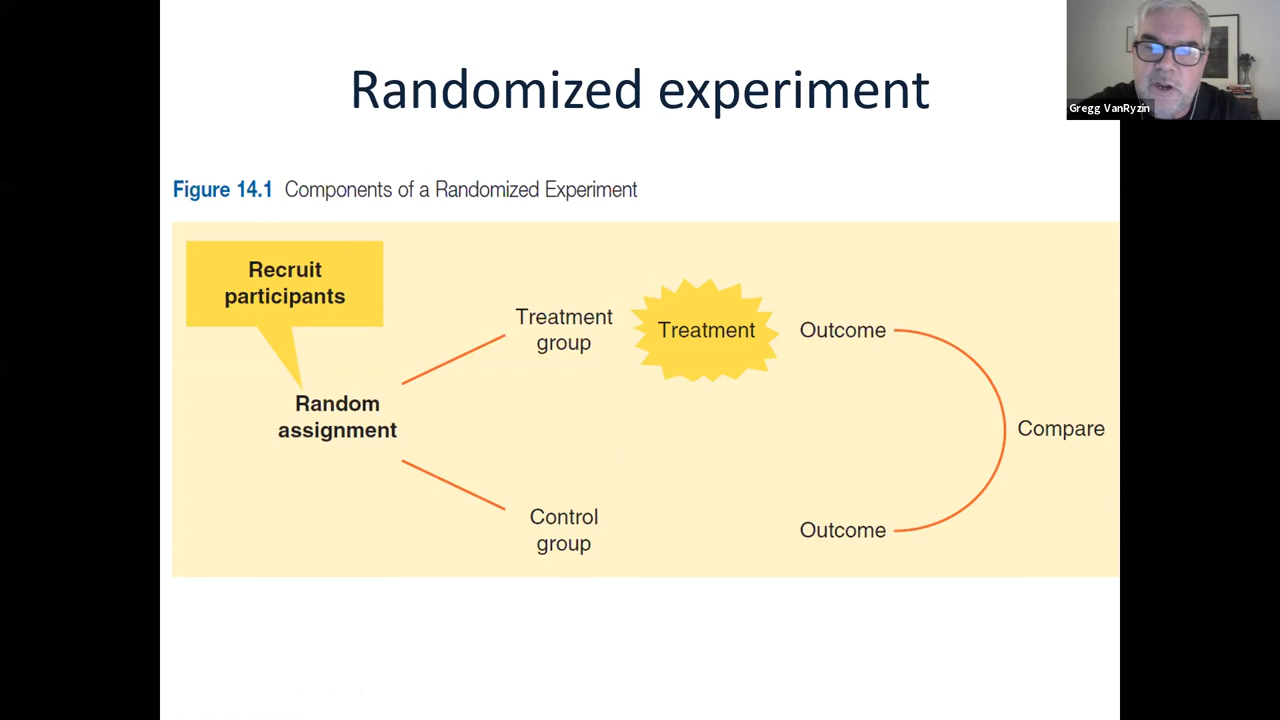 Randomized experiment
Gregg VanRyzin
Figure 14.1 Components of a Randomized Experiment
Recruit
participants
Random
assignment
Treatment
group
Treatment
Outcome
Compare
Control
group
Outcome